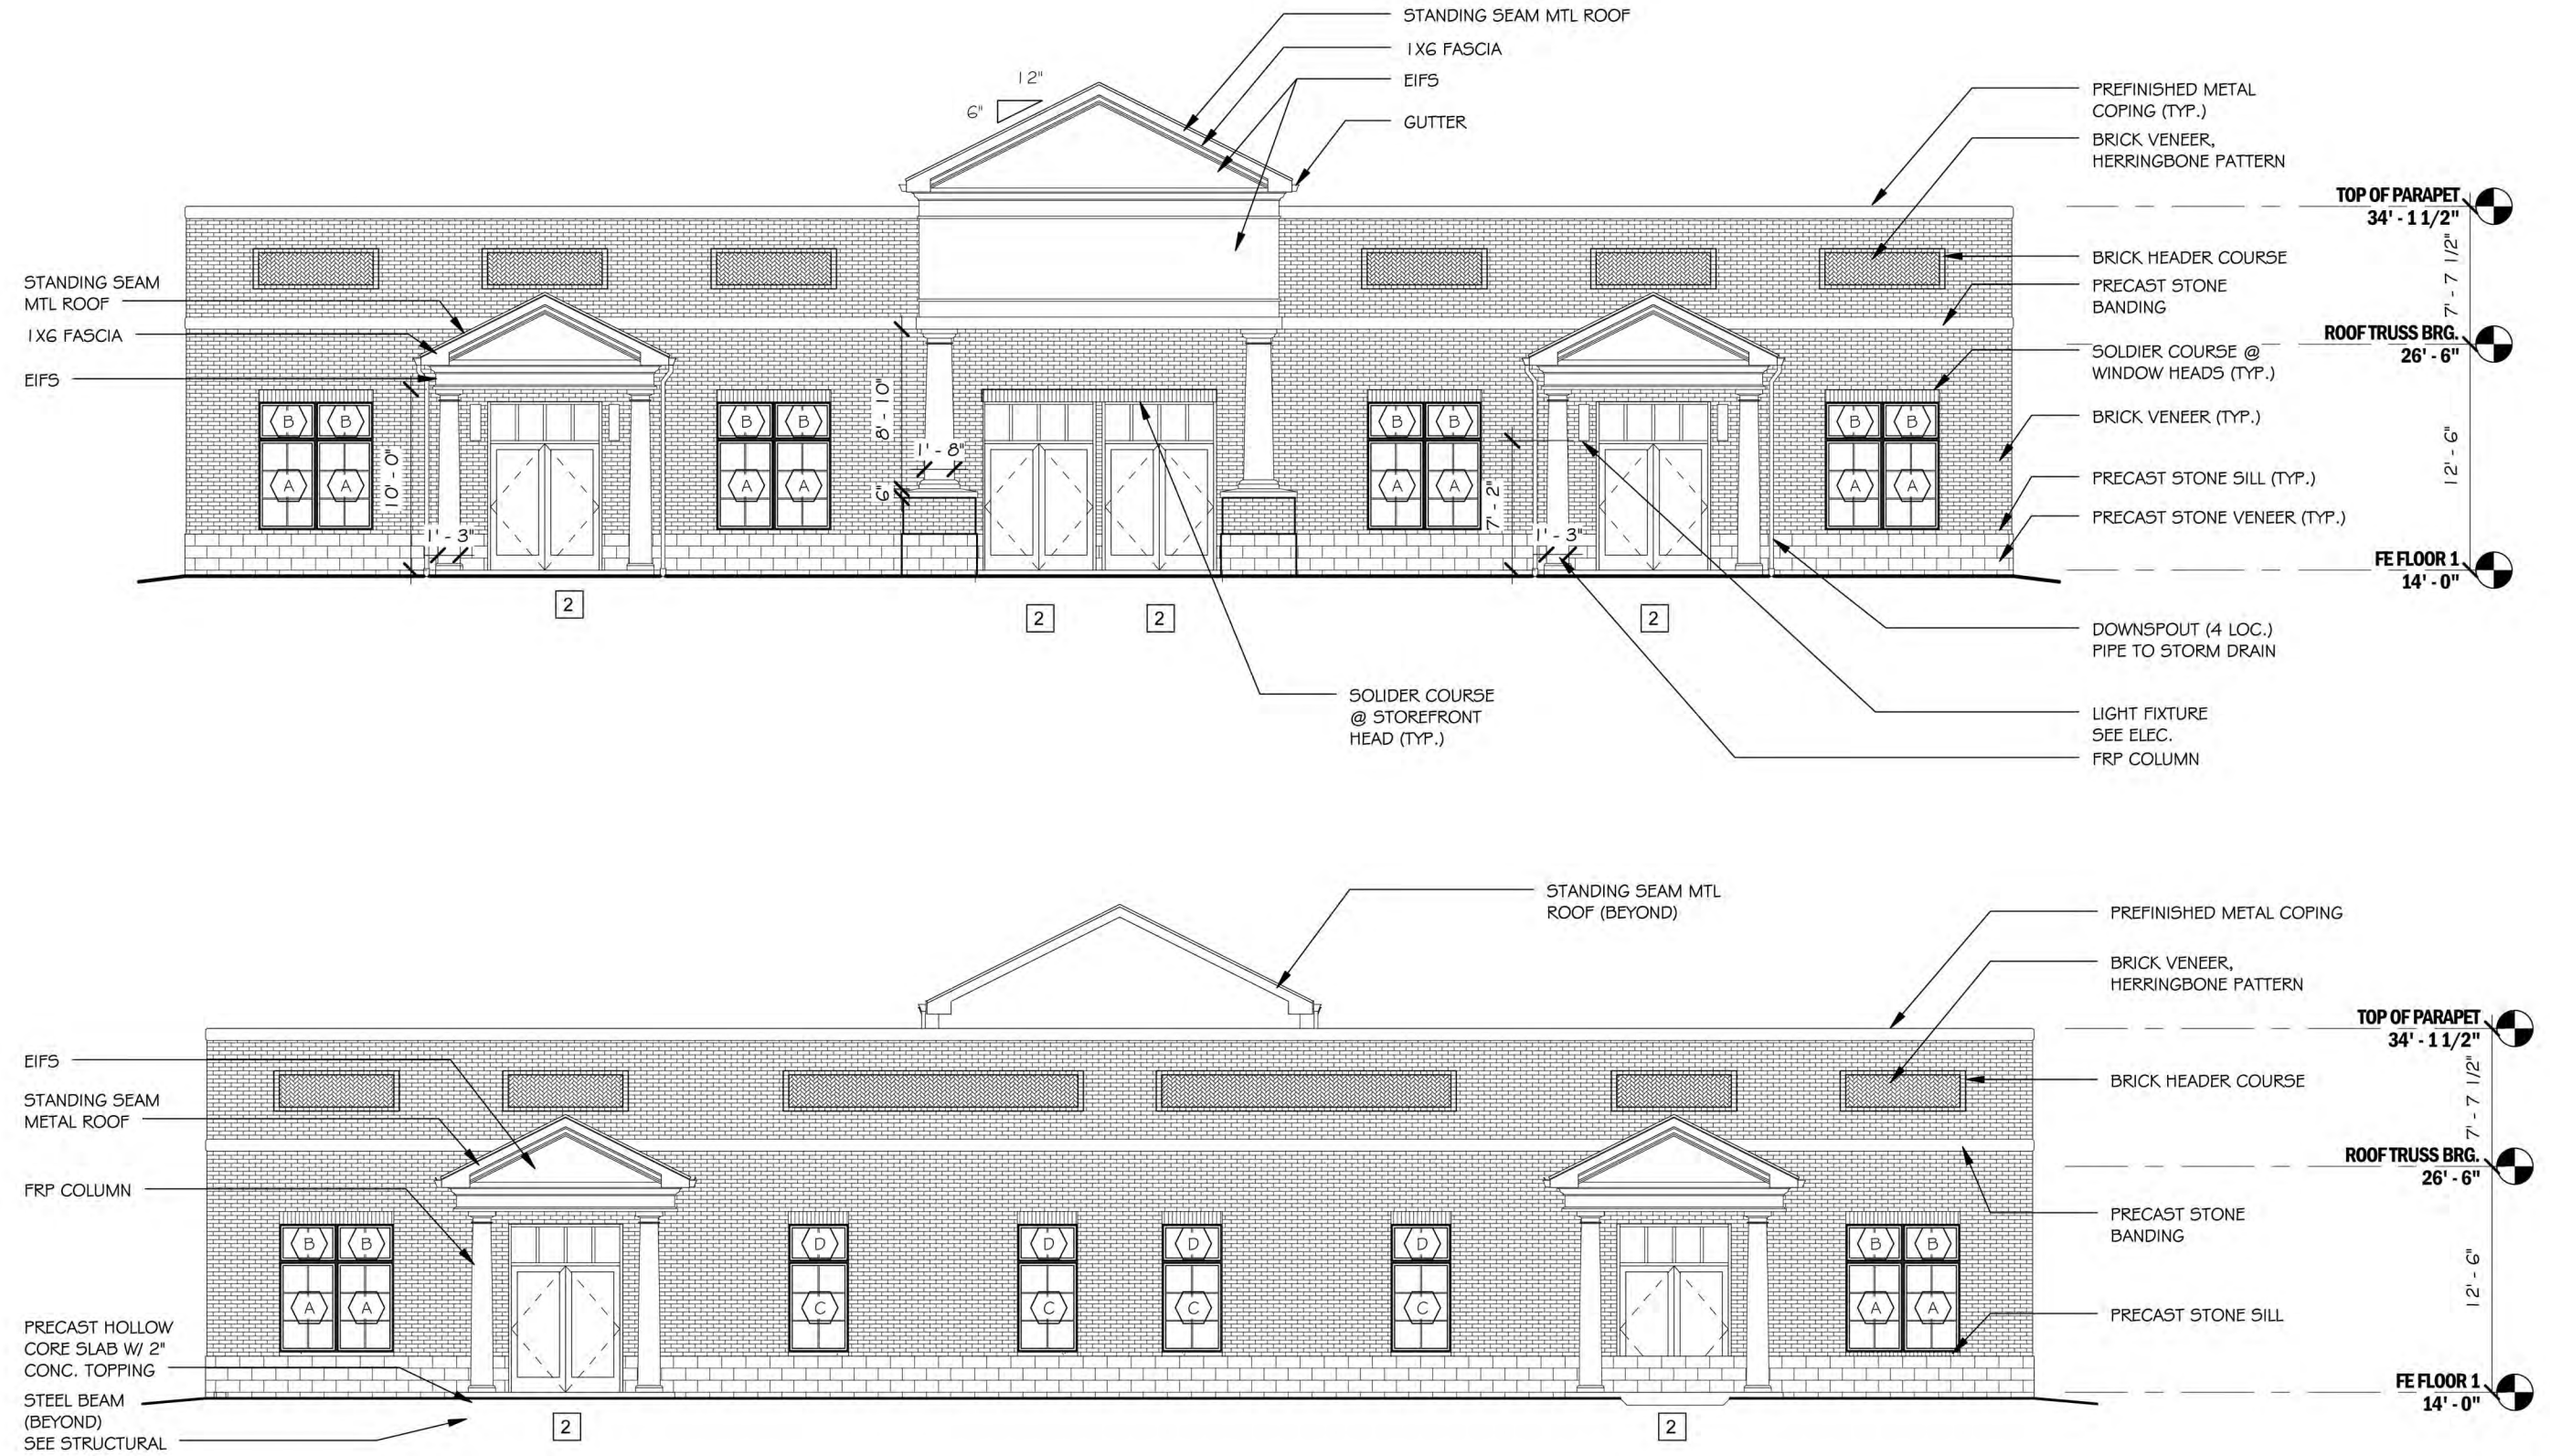 STANDING SEAM MTL ROOF
1X6 FASCIA
EIFS
GUTTER
12"
6"
PREFINISHED METAL
COPING (TYP.)
BRICK VENEER,
HERRINGBONE PATTERN
TOP OF PARAPET
34' - 1 1/2"
7' - 7 1/2"
BRICK HEADER COURSE
PRECAST STONE
BANDING
ROOF TRUSS BRG.
26' - 6"
SOLDIER COURSE @
WINDOW HEADS (TYP.)
BRICK VENEER (TYP.)
12' - 6"
PRECAST STONE SILL (TYP.)
PRECAST STONE VENEER (TYP.)
FE FLOOR 1
14' - 0"
STANDING SEAM
MTL ROOF
1X6 FASCIA
EIFS
B B B B B B B B
A A A A A A A A
10' - 0"
1' - 3"
8' - 10"
1' - 8"
6"
7' - 2"
1' - 3"
2 2 2 2
DOWNSPOUT (4 LOC.)
PIPE TO STORM DRAIN
SOLIDER COURSE
@ STOREFRONT
HEAD (TYP.)
LIGHT FIXTURE
SEE ELEC.
FRP COLUMN
STANDING SEAM MTL
ROOF (BEYOND)
PREFINISHED METAL COPING
BRICK VENEER,
HERRINGBONE PATTERN
TOP OF PARAPET
34' - 1 1/2"
7' - 7 1/2"
BRICK HEADER COURSE
ROOF TRUSS BRG.
26' - 6"
PRECAST STONE
BANDING
12' - 6"
PRECAST STONE SILL
FE FLOOR 1
14' - 0"
EIFS
STANDING SEAM
METAL ROOF
FRP COLUMN
B B D D D D B B
A A C C C C A A
PRECAST HOLLOW
CORE SLAB W/ 2"
CONC. TOPPING
STEEL BEAM
(BEYOND)
SEE STRUCTURAL
2 2